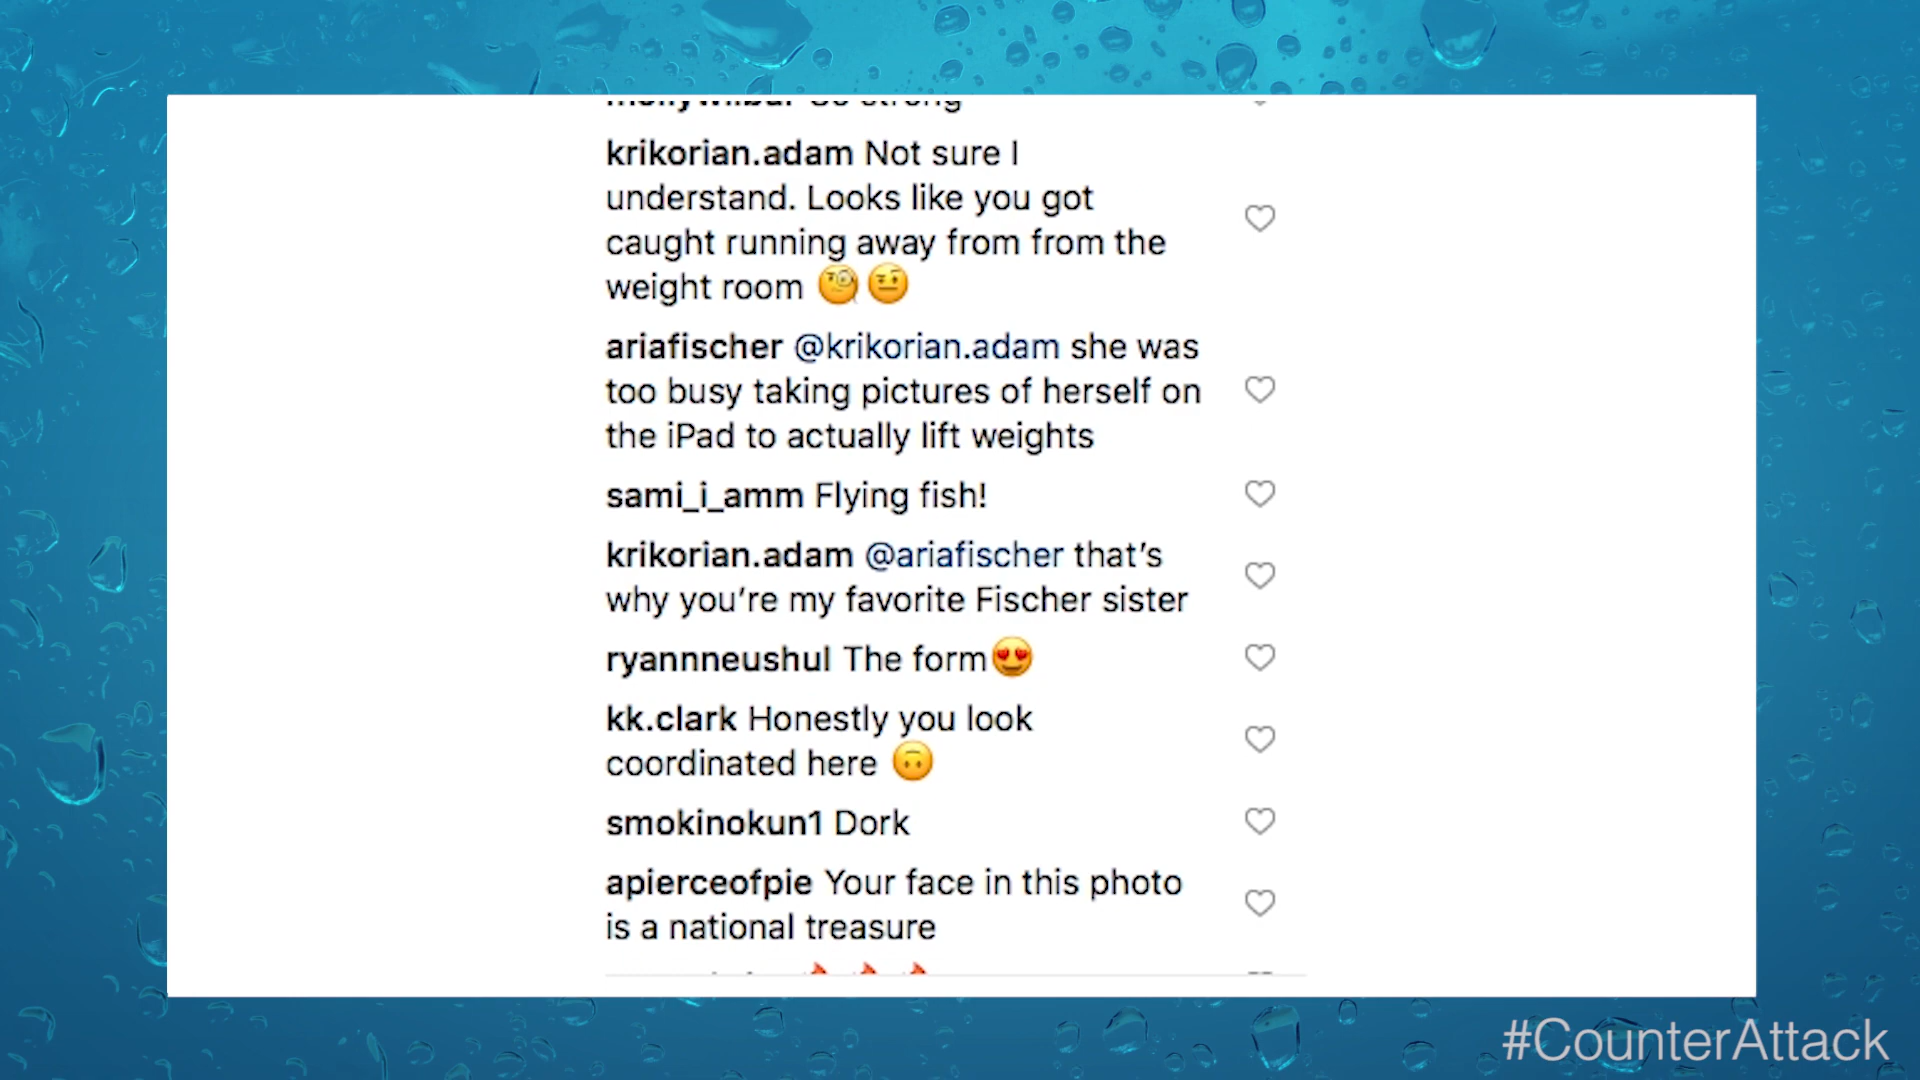 mollywilbur So strong
krikorian.adam Not sure I
understand. Looks like you got
caught running away from from the
weight room 🧐🤨
ariafischer @krikorian.adam she was
too busy taking pictures of herself on
the iPad to actually lift weights
sami_i_amm Flying fish!
krikorian.adam @ariafischer that's
why you're my favorite Fischer sister
ryannneushul The form😍
kk.clark Honestly you look
coordinated here 🙃
smokinokun1 Dork
apierceofpie Your face in this photo
is a national treasure
#CounterAttack